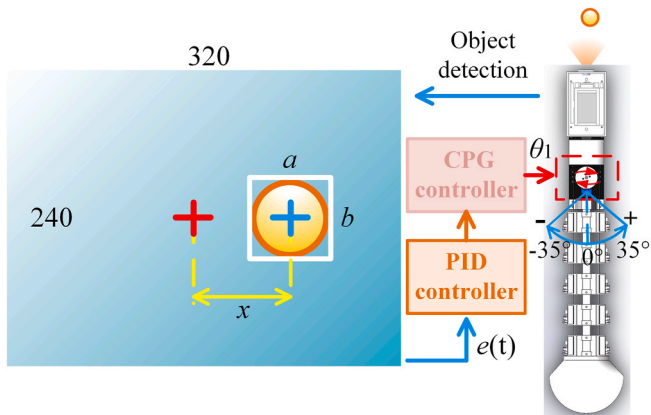 320
Object
detection
240
a
b
x
CPG
controller
θ1
PID
controller
e(t)
- +
-35° 0° 35°